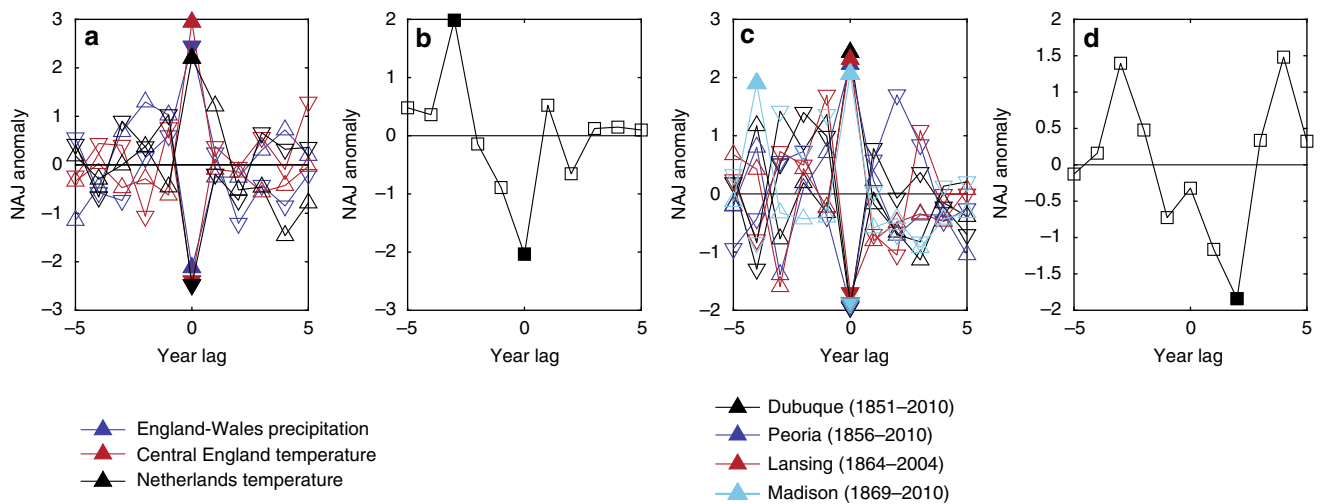 a
3
2
1
0
−1
−2
−3
NAJ anomaly
−5
0
5
Year lag
b
2
1
0
−1
−2
−3
NAJ anomaly
−5
0
5
Year lag
c
3
2
1
0
−1
−2
NAJ anomaly
−5
0
5
Year lag
d
2
1.5
1
0.5
0
−0.5
−1
−1.5
−2
NAJ anomaly
−5
0
5
Year lag
England-Wales precipitation
Central England temperature
Netherlands temperature
Dubuque (1851–2010)
Peoria (1856–2010)
Lansing (1864–2004)
Madison (1869–2010)